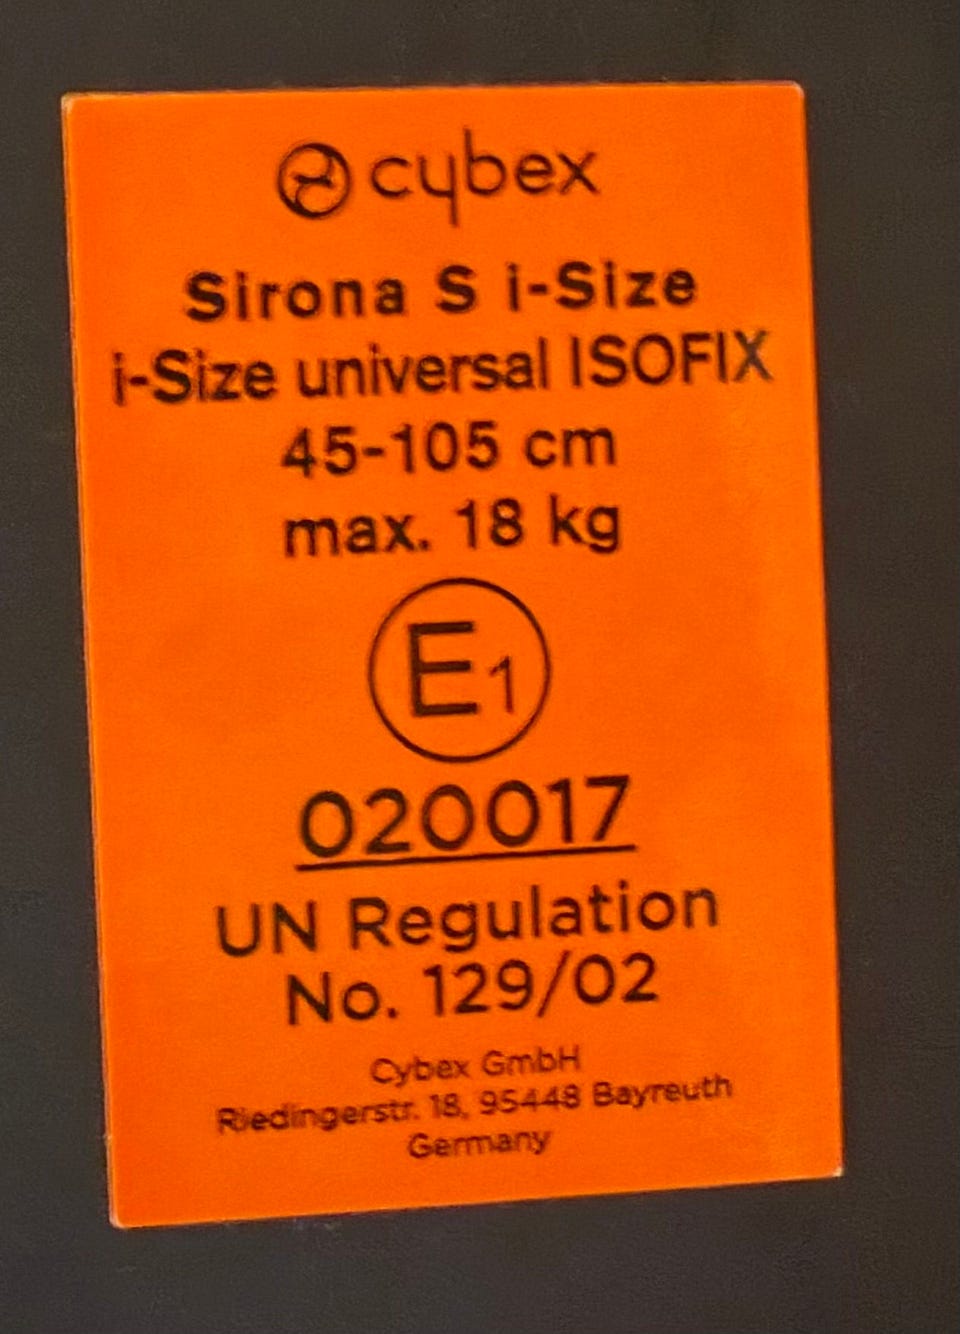 cybex
Sirona S i-Size
i-Size universal ISOFIX
45-105 cm
max. 18 kg
E1
020017
UN Regulation
No. 129/02
Cybex GmbH
Riedingerstr. 18, 95448 Bayreuth
Germany